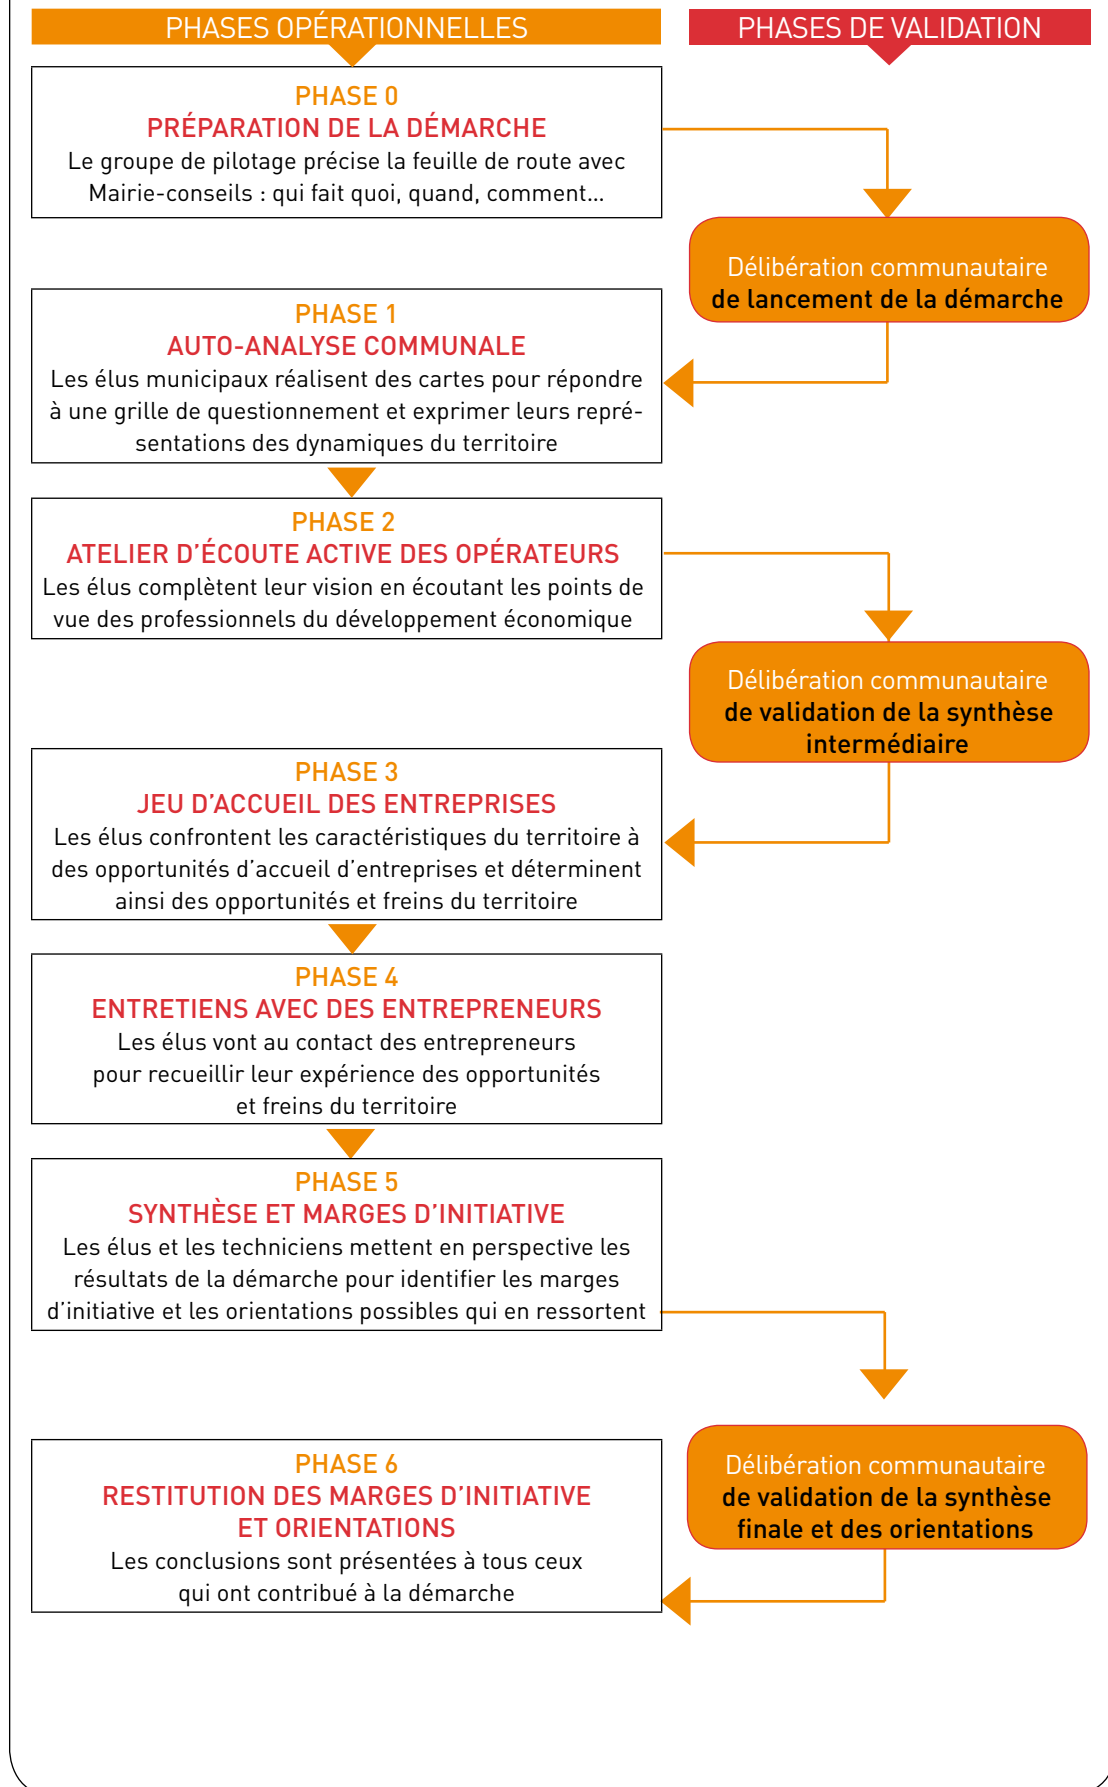 PHASES OPÉRATIONNELLES
PHASES DE VALIDATION
PHASE 0
PRÉPARATION DE LA DÉMARCHE
Le groupe de pilotage précise la feuille de route avec
Mairie-conseils : qui fait quoi, quand, comment...
Délibération communautaire
de lancement de la démarche
PHASE 1
AUTO-ANALYSE COMMUNALE
Les élus municipaux réalisent des cartes pour répondre
à une grille de questionnement et exprimer leurs repré-
sentations des dynamiques du territoire
PHASE 2
ATELIER D'ÉCOUTE ACTIVE DES OPÉRATEURS
Les élus complètent leur vision en écoutant les points de
vue des professionnels du développement économique
Délibération communautaire
de validation de la synthèse
intermédiaire
PHASE 3
JEU D'ACCUEIL DES ENTREPRISES
Les élus confrontent les caractéristiques du territoire à
des opportunités d'accueil d'entreprises et déterminent
ainsi des opportunités et freins du territoire
PHASE 4
ENTRETIENS AVEC DES ENTREPRENEURS
Les élus vont au contact des entrepreneurs
pour recueillir leur expérience des opportunités
et freins du territoire
PHASE 5
SYNTHÈSE ET MARGES D'INITIATIVE
Les élus et les techniciens mettent en perspective les
résultats de la démarche pour identifier les marges
d'initiative et les orientations possibles qui en ressortent
Délibération communautaire
de validation de la synthèse
finale et des orientations
PHASE 6
RESTITUTION DES MARGES D'INITIATIVE
ET ORIENTATIONS
Les conclusions sont présentées à tous ceux
qui ont contribué à la démarche